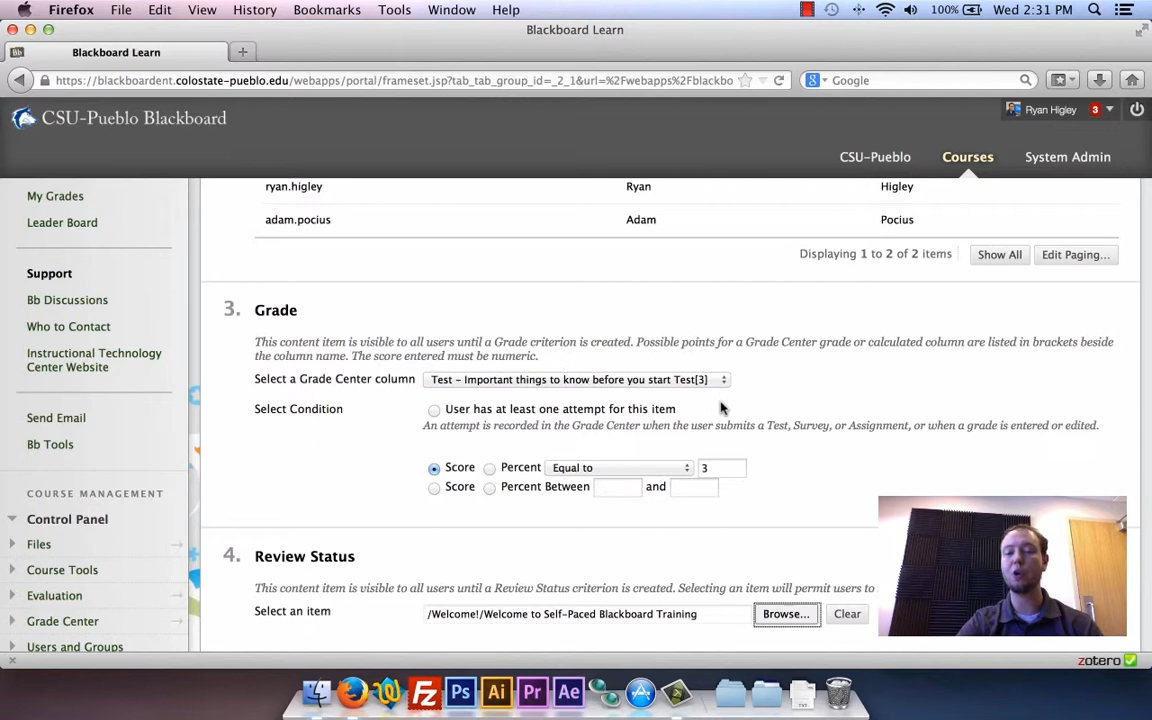 Firefox File Edit View History Bookmarks Tools Window Help 100% Wed 2:31 PM
Blackboard Learn
Bb Blackboard Learn +
https://blackboardent.colostate-pueblo.edu/webapps/portal/frameset.jsp?tab_tab_group_id=_2_1&url=%2Fwebapps%2Fblackbo Google
CSU-Pueblo Blackboard
Ryan Higley 3
CSU-Pueblo Courses System Admin
My Grades
Leader Board
Support
Bb Discussions
Who to Contact
Instructional Technology
Center Website
Send Email
Bb Tools
COURSE MANAGEMENT
Control Panel
Files
Course Tools
Evaluation
Grade Center
Users and Groups
ryan.higley Ryan Higley
adam.pocius Adam Pocius
Displaying 1 to 2 of 2 items Show All Edit Paging...
3. Grade
This content item is visible to all users until a Grade criterion is created. Possible points for a Grade Center grade or calculated column are listed in brackets beside
the column name. The score entered must be numeric.
Select a Grade Center column Test - Important things to know before you start Test[3]
Select Condition User has at least one attempt for this item
An attempt is recorded in the Grade Center when the user submits a Test, Survey, or Assignment, or when a grade is entered or edited.
Score Percent Equal to 3
Score Percent Between and
4. Review Status
This content item is visible to all users until a Review Status criterion is created. Selecting an item will permit users to
Select an item /Welcome!/Welcome to Self-Paced Blackboard Training Browse... Clear
zotero
Fz Ps Ai Pr Ae TXT